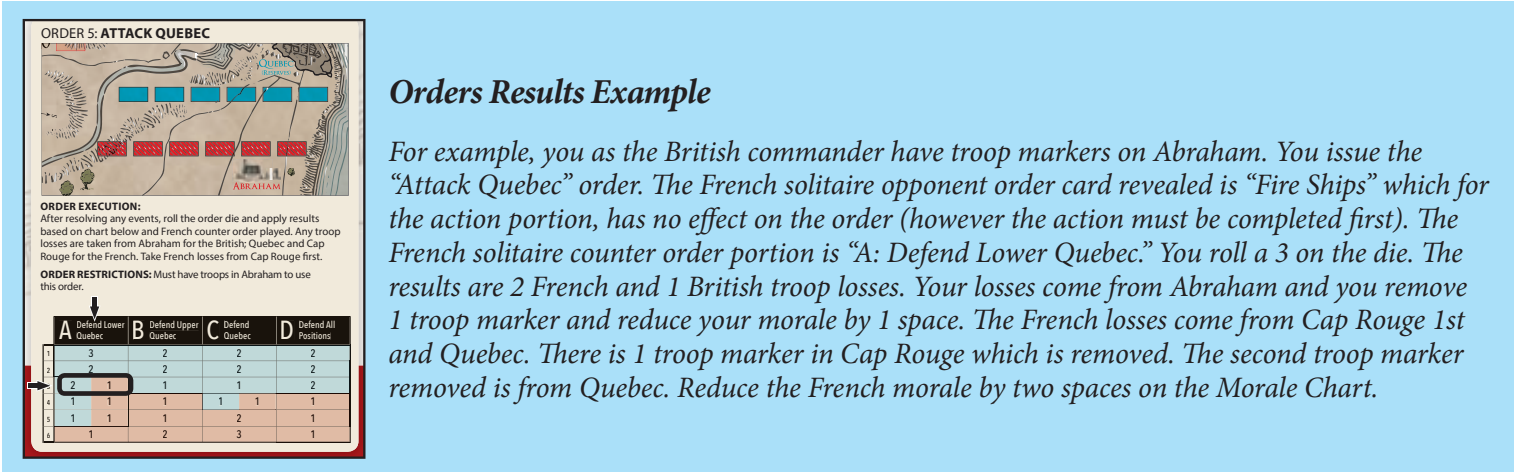 ORDER 5: ATTACK QUEBEC
QUEBEC
(RESERVES)
ABRAHAM
ORDER EXECUTION:
After resolving any events, roll the order die and apply results
based on chart below and French counter order played. Any troop
losses are taken from Abraham for the British; Quebec and Cap
Rouge for the French. Take French losses from Cap Rouge first.
ORDER RESTRICTIONS: Must have troops in Abraham to use
this order.
A Defend Lower Quebec B Defend Upper Quebec C Defend Quebec D Defend All Positions
1 3 2 2 2
2 2 2 2 2
2 1 1 1 2
4 1 1 1 1 1 1
5 1 1 1 2 1
6 1 2 3 1
Orders Results Example
For example, you as the British commander have troop markers on Abraham. You issue the
“Attack Quebec” order. The French solitaire opponent order card revealed is “Fire Ships” which for
the action portion, has no effect on the order (however the action must be completed first). The
French solitaire counter order portion is “A: Defend Lower Quebec.” You roll a 3 on the die. The
results are 2 French and 1 British troop losses. Your losses come from Abraham and you remove
1 troop marker and reduce your morale by 1 space. The French losses come from Cap Rouge 1st
and Quebec. There is 1 troop marker in Cap Rouge which is removed. The second troop marker
removed is from Quebec. Reduce the French morale by two spaces on the Morale Chart.